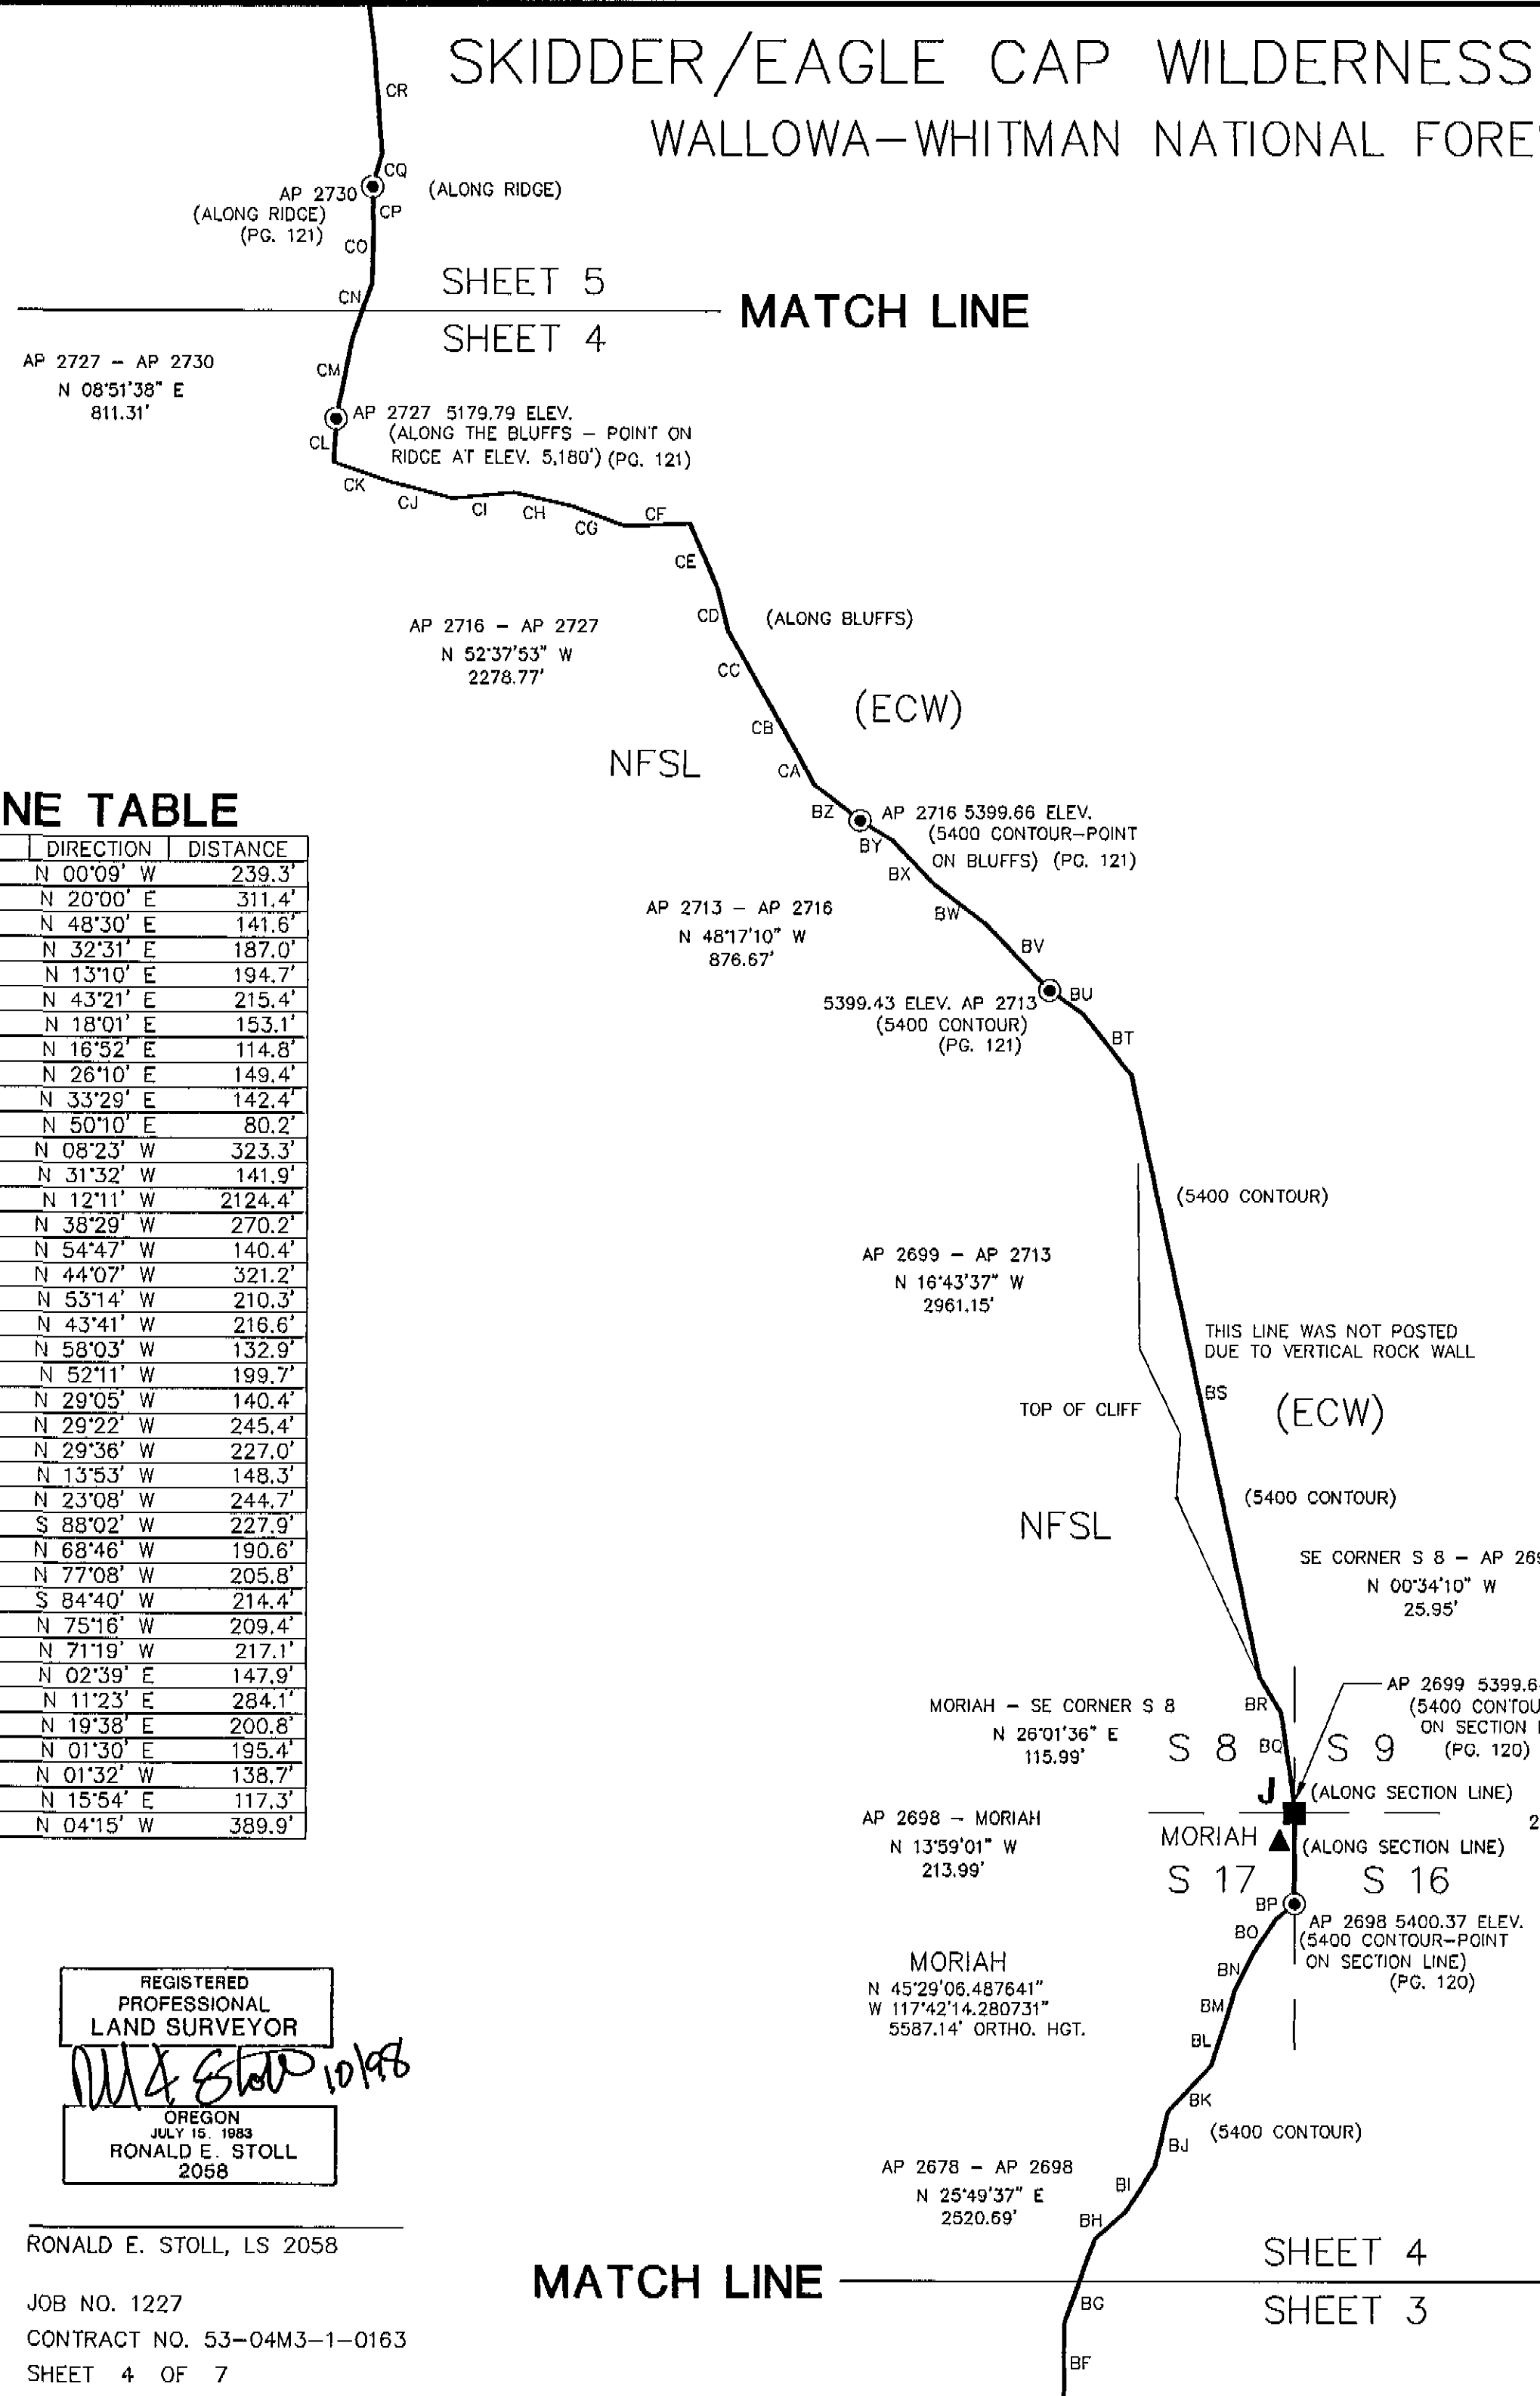 SKIDDER/EAGLE CAP WILDERNESS
WALLOWA-WHITMAN NATIONAL FORE
CR
CQ
AP 2730
(ALONG RIDGE)
(ALONG RIDGE)
CP
(PG. 121)
CO
SHEET 5
CN
MATCH LINE
SHEET 4
AP 2727 - AP 2730
N 08°51'38" E
811.31'
CM
AP 2727 5179.79 ELEV.
(ALONG THE BLUFFS - POINT ON
RIDGE AT ELEV. 5,180') (PG. 121)
CL
CK
CJ
CI
CH
CG
CF
CE
CD
(ALONG BLUFFS)
AP 2716 - AP 2727
N 52°37'53" W
2278.77'
CC
(ECW)
CB
NFSL
CA
BZ
AP 2716 5399.66 ELEV.
(5400 CONTOUR-POINT
ON BLUFFS) (PG. 121)
BY
BX
AP 2713 - AP 2716
N 48°17'10" W
876.67'
BW
BV
5399.43 ELEV. AP 2713
(5400 CONTOUR)
(PG. 121)
BU
BT
(5400 CONTOUR)
AP 2699 - AP 2713
N 16°43'37" W
2961.15'
THIS LINE WAS NOT POSTED
DUE TO VERTICAL ROCK WALL
BS
TOP OF CLIFF
(ECW)
(5400 CONTOUR)
NFSL
SE CORNER S 8 - AP 269
N 00°34'10" W
25.95'
AP 2699 5399.6
(5400 CONTOU
ON SECTION
(PG. 120)
MORIAH - SE CORNER S 8
N 26°01'36" E
115.99'
BR
S 8
BQ
S 9
J
(ALONG SECTION LINE)
AP 2698 - MORIAH
N 13°59'01" W
213.99'
2
MORIAH
(ALONG SECTION LINE)
S 17
S 16
BP
AP 2698 5400.37 ELEV.
(5400 CONTOUR-POINT
ON SECTION LINE)
(PG. 120)
BO
MORIAH
N 45°29'06.487641"
W 117°42'14.280731"
5587.14' ORTHO. HGT.
BN
BM
BL
BK
(5400 CONTOUR)
BJ
AP 2678 - AP 2698
N 25°49'37" E
2520.69'
BI
BH
SHEET 4
MATCH LINE
SHEET 3
BG
BF
NE TABLE
DIRECTION DISTANCE
N 00°09' W 239.3'
N 20°00' E 311.4'
N 48°30' E 141.6'
N 32°31' E 187.0'
N 13°10' E 194.7'
N 43°21' E 215.4'
N 18°01' E 153.1'
N 16°52' E 114.8'
N 26°10' E 149.4'
N 33°29' E 142.4'
N 50°10' E 80.2'
N 08°23' W 323.3'
N 31°32' W 141.9'
N 12°11' W 2124.4'
N 38°29' W 270.2'
N 54°47' W 140.4'
N 44°07' W 321.2'
N 53°14' W 210.3'
N 43°41' W 216.6'
N 58°03' W 132.9'
N 52°11' W 199.7'
N 29°05' W 140.4'
N 29°22' W 245.4'
N 29°36' W 227.0'
N 13°53' W 148.3'
N 23°08' W 244.7'
S 88°02' W 227.9'
N 68°46' W 190.6'
N 77°08' W 205.8'
S 84°40' W 214.4'
N 75°16' W 209.4'
N 71°19' W 217.1'
N 02°39' E 147.9'
N 11°23' E 284.1'
N 19°38' E 200.8'
N 01°30' E 195.4'
N 01°32' W 138.7'
N 15°54' E 117.3'
N 04°15' W 389.9'
REGISTERED
PROFESSIONAL
LAND SURVEYOR
10/98
OREGON
JULY 15, 1983
RONALD E. STOLL
2058
RONALD E. STOLL, LS 2058
JOB NO. 1227
CONTRACT NO. 53-04M3-1-0163
SHEET 4 OF 7